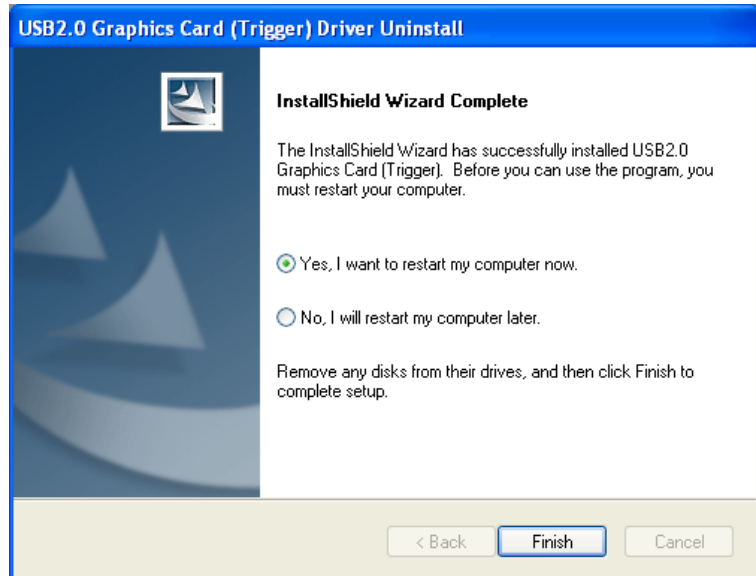 USB2.0 Graphics Card (Trigger) Driver Uninstall
InstallShield Wizard Complete
The InstallShield Wizard has successfully installed USB2.0
Graphics Card (Trigger).  Before you can use the program, you
must restart your computer.
Yes, I want to restart my computer now.
No, I will restart my computer later.
Remove any disks from their drives, and then click Finish to
complete setup.
< Back
Finish
Cancel